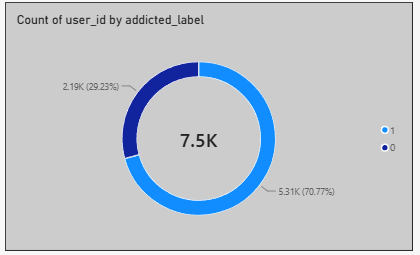 Count of user_id by addicted_label
2.19K (29.23%)
7.5K
1
0
5.31K (70.77%)